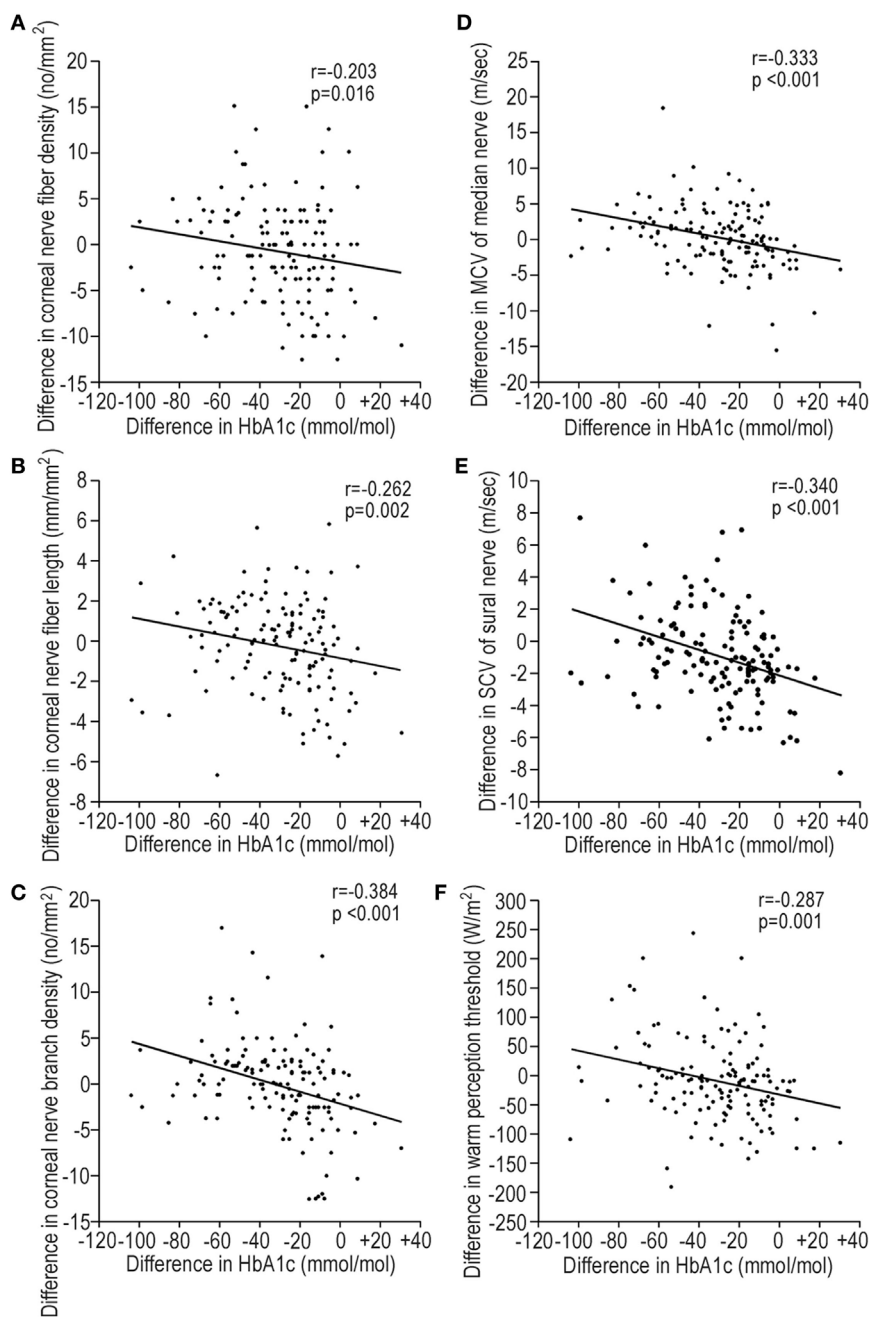 A
Difference in corneal nerve fiber density (no/mm²)
r=-0.203
p=0.016
20
15
10
5
0
-5
-10
-15
-120 -100 -80 -60 -40 -20 0 +20 +40
Difference in HbA1c (mmol/mol)
B
Difference in corneal nerve fiber length (mm/mm²)
r=-0.262
p=0.002
8
6
4
2
0
-2
-4
-6
-8
-120 -100 -80 -60 -40 -20 0 +20 +40
Difference in HbA1c (mmol/mol)
C
Difference in corneal nerve branch density (no/mm²)
r=-0.384
p <0.001
20
15
10
5
0
-5
-10
-15
-120 -100 -80 -60 -40 -20 0 +20 +40
Difference in HbA1c (mmol/mol)
D
Difference in MCV of median nerve (m/sec)
r=-0.333
p <0.001
25
20
15
10
5
0
-5
-10
-15
-20
-120 -100 -80 -60 -40 -20 0 +20 +40
Difference in HbA1c (mmol/mol)
E
Difference in SCV of sural nerve (m/sec)
r=-0.340
p <0.001
10
8
6
4
2
0
-2
-4
-6
-8
-10
-120 -100 -80 -60 -40 -20 0 +20 +40
Difference in HbA1c (mmol/mol)
F
Difference in warm perception threshold (W/m²)
r=-0.287
p=0.001
300
250
200
150
100
50
0
-50
-100
-150
-200
-250
-120 -100 -80 -60 -40 -20 0 +20 +40
Difference in HbA1c (mmol/mol)